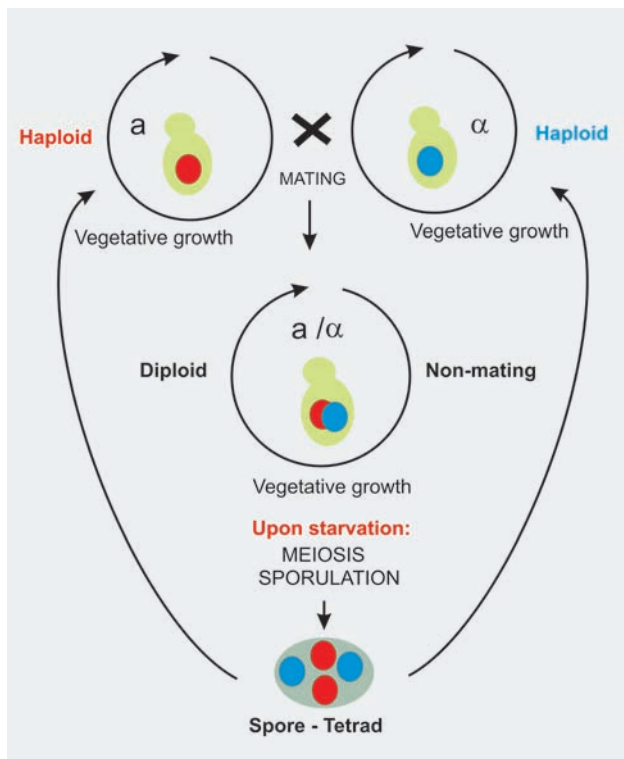 a
α
Haploid
Haploid
MATING
Vegetative growth
Vegetative growth
a /α
Diploid
Non-mating
Vegetative growth
Upon starvation:
MEIOSIS
SPORULATION
Spore - Tetrad